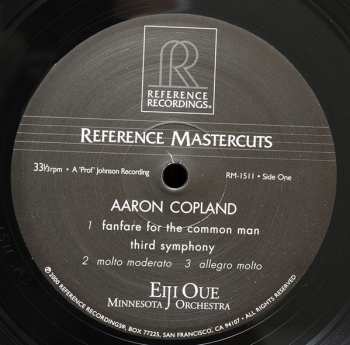 REFERENCE
RECORDINGS®
REFERENCE MASTERCUTS
33⅓rpm • A "Prof" Johnson Recording
RM-1511 • Side One
AARON COPLAND
1 fanfare for the common man
third symphony
2 molto moderato 3 allegro molto
EIJI OUE
MINNESOTA ORCHESTRA
©2000 REFERENCE RECORDINGS® BOX 77225, SAN FRANCISCO, CA 94107 • ALL RIGHTS RESERVED